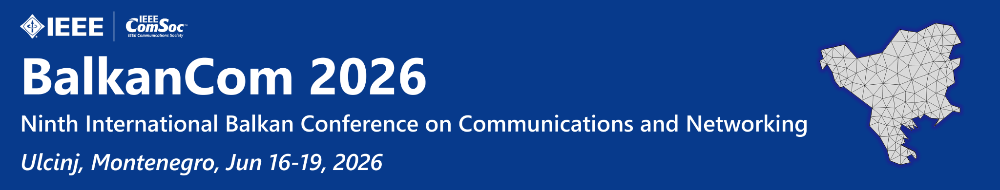 IEEE
IEEE
ComSoc™
IEEE Communications Society
BalkanCom 2026
Ninth International Balkan Conference on Communications and Networking
Ulcinj, Montenegro, Jun 16-19, 2026